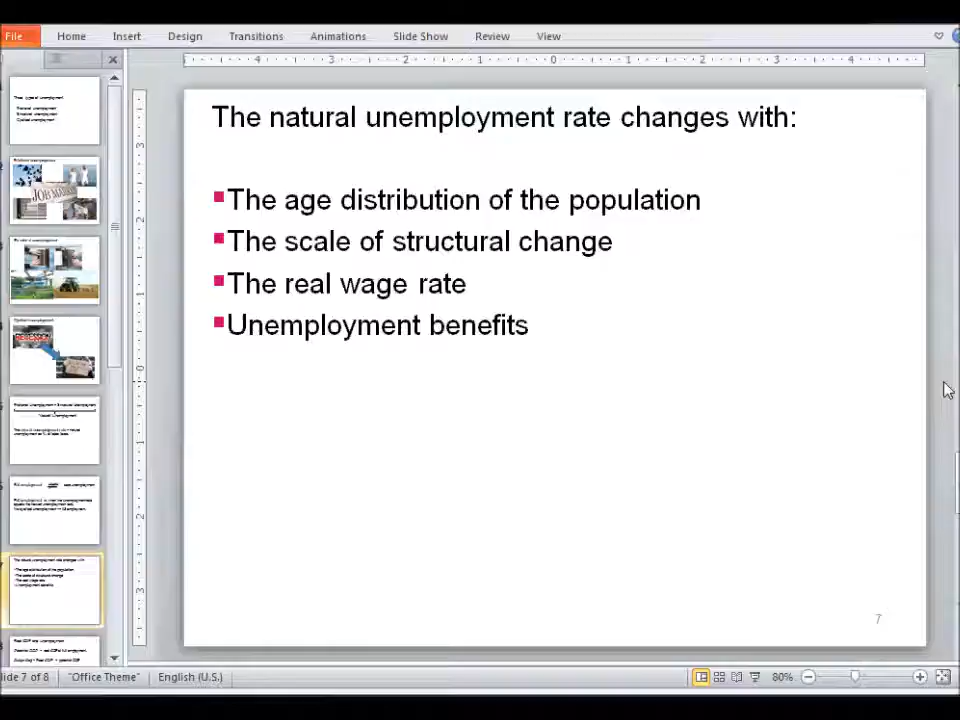 File Home Insert Design Transitions Animations Slide Show Review View
The natural unemployment rate changes with:
The age distribution of the population
The scale of structural change
The real wage rate
Unemployment benefits
7
lide 7 of 8 "Office Theme" English (U.S.) 80%